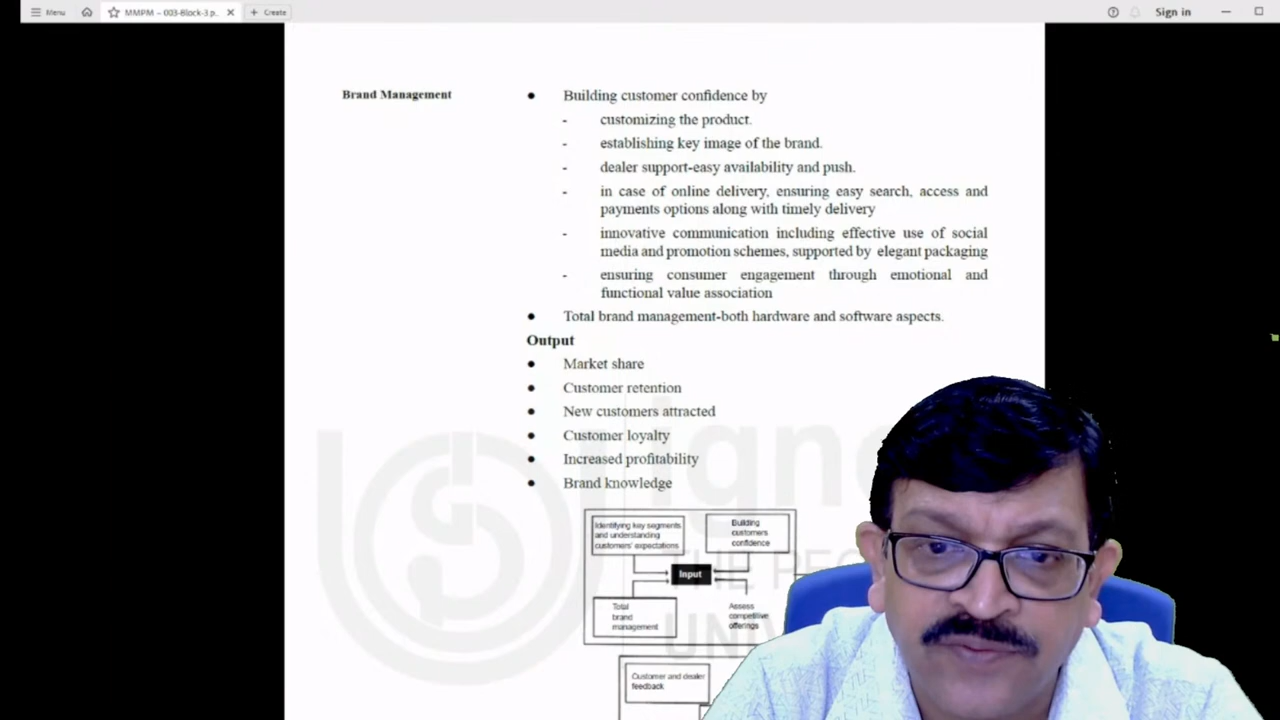 Menu
MMPM – 003-Block-3.p..
Create
Sign in
Brand Management
● Building customer confidence by
- customizing the product.
- establishing key image of the brand.
- dealer support-easy availability and push.
- in case of online delivery, ensuring easy search, access and
payments options along with timely delivery
- innovative communication including effective use of social
media and promotion schemes, supported by elegant packaging
- ensuring consumer engagement through emotional and
functional value association
● Total brand management-both hardware and software aspects.
Output
● Market share
● Customer retention
● New customers attracted
● Customer loyalty
● Increased profitability
● Brand knowledge
Identifying key segments
and understanding
customers' expectations
Building
customers
confidence
Input
Total
brand
management
Assess
competitive
offerings
Customer and dealer
feedback